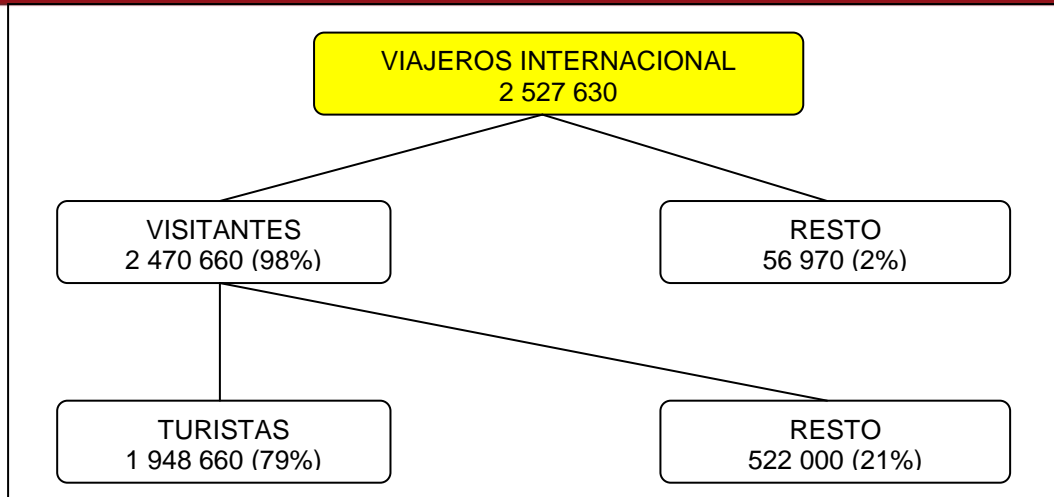 VIAJEROS INTERNACIONAL
2 527 630
VISITANTES
2 470 660 (98%)
RESTO
56 970 (2%)
TURISTAS
1 948 660 (79%)
RESTO
522 000 (21%)